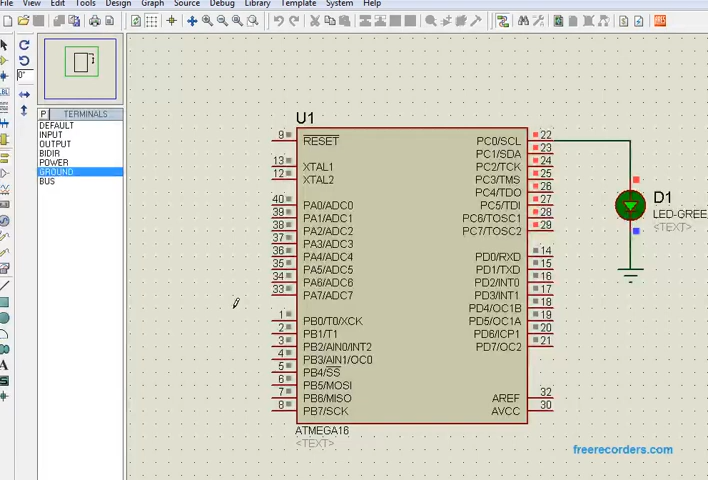 File View Edit Tools Design Graph Source Debug Library Template System Help
0°
P TERMINALS
DEFAULT
INPUT
OUTPUT
BIDIR
POWER
GROUND
BUS
U1
9 RESET
13 XTAL1
12 XTAL2
40 PA0/ADC0
39 PA1/ADC1
38 PA2/ADC2
37 PA3/ADC3
36 PA4/ADC4
35 PA5/ADC5
34 PA6/ADC6
33 PA7/ADC7
1 PB0/T0/XCK
2 PB1/T1
3 PB2/AIN0/INT2
4 PB3/AIN1/OC0
5 PB4/SS
6 PB5/MOSI
7 PB6/MISO
8 PB7/SCK
PC0/SCL 22
PC1/SDA 23
PC2/TCK 24
PC3/TMS 25
PC4/TDO 26
PC5/TDI 27
PC6/TOSC1 28
PC7/TOSC2 29
PD0/RXD 14
PD1/TXD 15
PD2/INT0 16
PD3/INT1 17
PD4/OC1B 18
PD5/OC1A 19
PD6/ICP1 20
PD7/OC2 21
AREF 32
AVCC 30
ATMEGA16
<TEXT>
D1
LED-GREE
<TEXT>
freerecorders.com